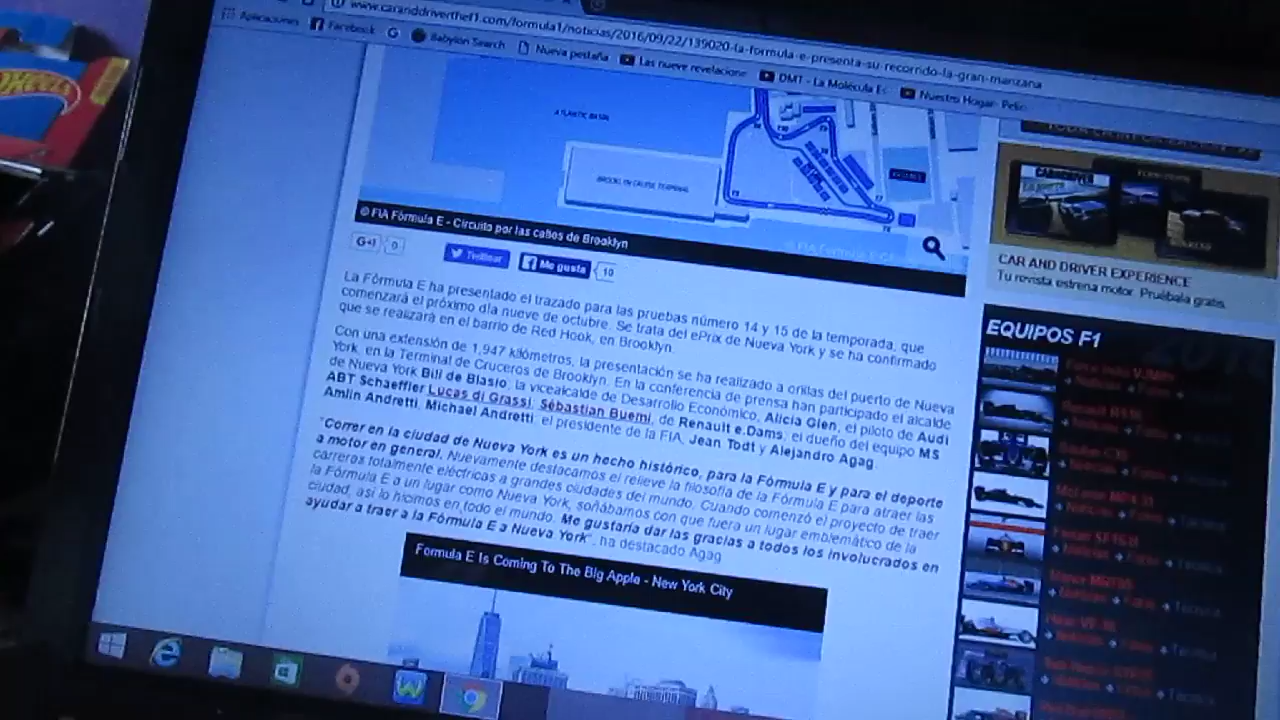 www.caranddriverthef1.com/formula1/noticias/2016/09/22/139020-la-formula-e-presenta-su-recorrido-la-gran-manzana
Aplicaciones Facebook Babylon Search Nueva pestaña Las nueve revelacione DMT - La Molécula Es Nuestro Hogar- Pelic
ATLANTIC BASIN
BROOKLYN CRUISE TERMINAL
© FIA Fórmula E - Circuito por las calles de Brooklyn
G+1 0 Twittear Me gusta 10
La Fórmula E ha presentado el trazado para las pruebas número 14 y 15 de la temporada, que
comenzará el próximo día nueve de octubre. Se trata del ePrix de Nueva York y se ha confirmado
que se realizará en el barrio de Red Hook, en Brooklyn.
Con una extensión de 1,947 kilómetros, la presentación se ha realizado a orillas del puerto de Nueva
York, en la Terminal de Cruceros de Brooklyn. En la conferencia de prensa han participado el alcalde
de Nueva York Bill de Blasio, la vicealcalde de Desarrollo Económico, Alicia Glen, el piloto de Audi
ABT Schaeffler Lucas di Grassi, Sébastian Buemi, de Renault e.Dams, el dueño del equipo MS
Amlin Andretti, Michael Andretti, el presidente de la FIA, Jean Todt y Alejandro Agag.
"Correr en la ciudad de Nueva York es un hecho histórico, para la Fórmula E y para el deporte
a motor en general. Nuevamente destacamos el relieve la filosofía de la Fórmula E para atraer las
carreras totalmente eléctricas a grandes ciudades del mundo. Cuando comenzó el proyecto de traer
la Fórmula E a un lugar como Nueva York, soñábamos con que fuera un lugar emblemático de la
ciudad, así lo hicimos en todo el mundo. Me gustaría dar las gracias a todos los involucrados en
ayudar a traer a la Fórmula E a Nueva York", ha destacado Agag
Formula E Is Coming To The Big Apple - New York City
CAR AND DRIVER EXPERIENCE
Tu revista estrena motor. Pruébala gratis.
EQUIPOS F1